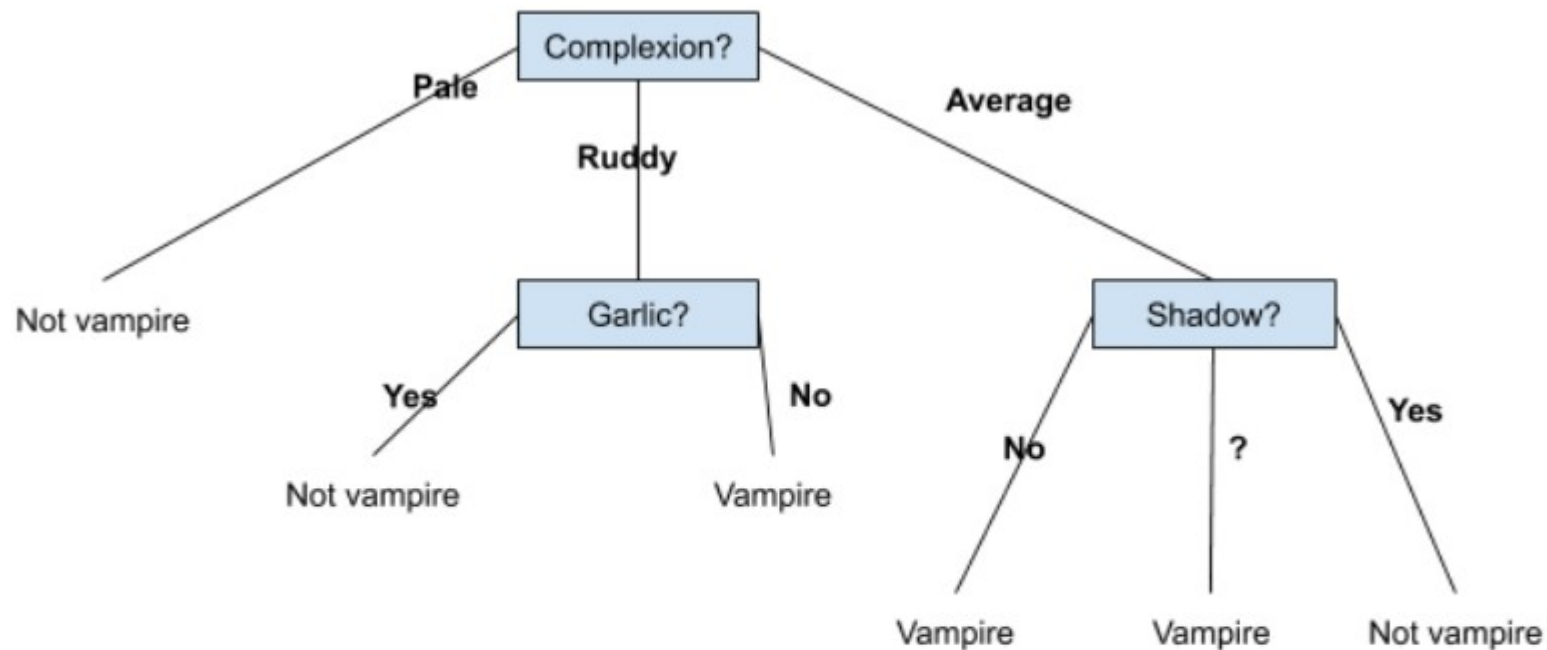 Complexion?
Pale
Average
Ruddy
Not vampire
Garlic?
Shadow?
Yes
No
Yes
No
?
Not vampire
Vampire
Vampire
Vampire
Not vampire